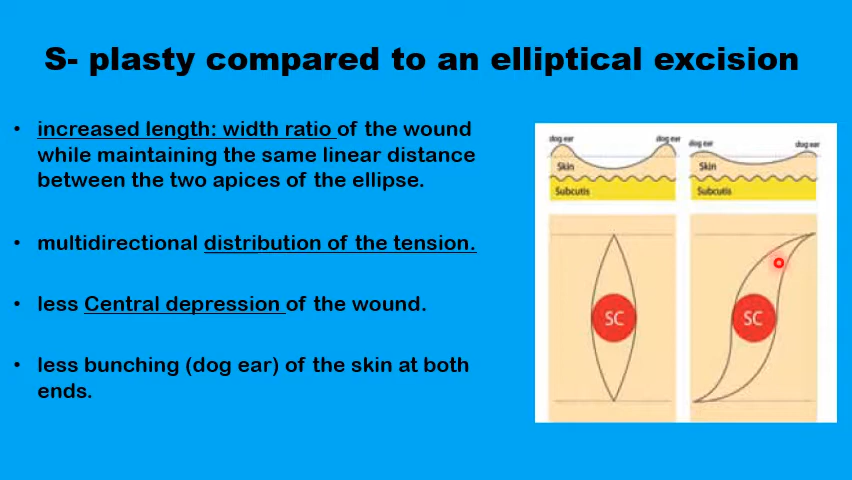 S- plasty compared to an elliptical excision
• increased length: width ratio of the wound
while maintaining the same linear distance
between the two apices of the ellipse.
• multidirectional distribution of the tension.
• less Central depression of the wound.
• less bunching (dog ear) of the skin at both
ends.
dog ear dog ear dog ear dog ear
Skin Skin
Subcutis Subcutis
SC SC